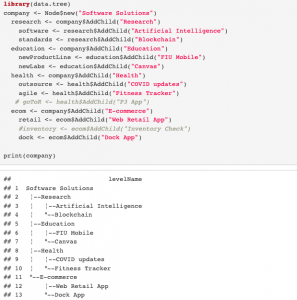 library(data.tree)
company <- Node$new("Software Solutions")
research <- company$AddChild("Research")
software <- research$AddChild("Artificial Intelligence")
standards <- research$AddChild("Blockchain")
education <- company$AddChild("Education")
newProductLine <- education$AddChild("FIU Mobile")
newLabs <- education$AddChild("Canvas")
health <- company$AddChild("Health")
outsource <- health$AddChild("COVID updates")
agile <- health$AddChild("Fitness Tracker")
# goToR <- health$AddChild("P3 App")
ecom <- company$AddChild("E-commerce")
retail <- ecom$AddChild("Web Retail App")
#inventory <- ecom$AddChild("Inventory Check")
dock <- ecom$AddChild("Dock App")
print(company)
## levelName
## 1 Software Solutions
## 2 ¦--Research
## 3 ¦ ¦--Artificial Intelligence
## 4 ¦ °--Blockchain
## 5 ¦--Education
## 6 ¦ ¦--FIU Mobile
## 7 ¦ °--Canvas
## 8 ¦--Health
## 9 ¦ ¦--COVID updates
## 10 ¦ °--Fitness Tracker
## 11 °--E-commerce
## 12 ¦--Web Retail App
## 13 °--Dock App